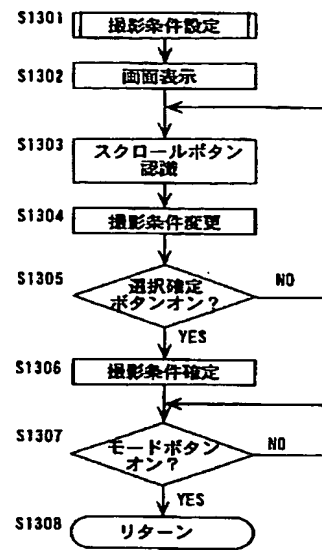 S1301 撮影条件設定
S1302 画面表示
S1303 スクロールボタン
認識
S1304 撮影条件変更
S1305 選択確定
ボタンオン? NO
YES
S1306 撮影条件確定
S1307 モードボタン
オン? NO
YES
S1308 リターン